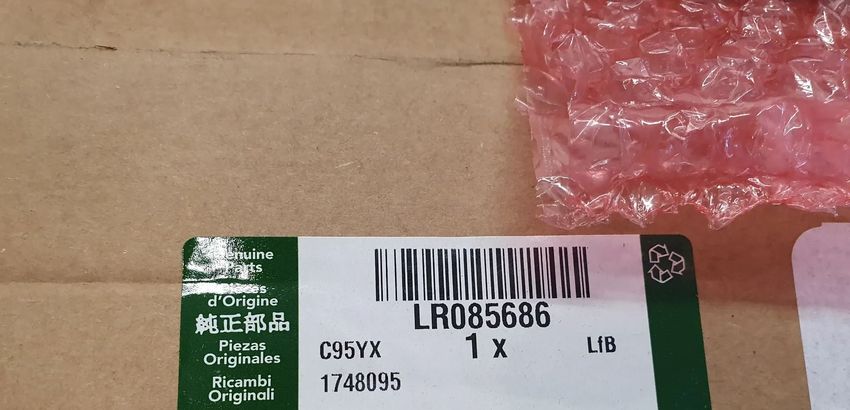 Genuine
Parts
Pièces
d'Origine
純正部品
Piezas
Originales
Ricambi
Originali
LR085686
C95YX
1 x
LfB
1748095